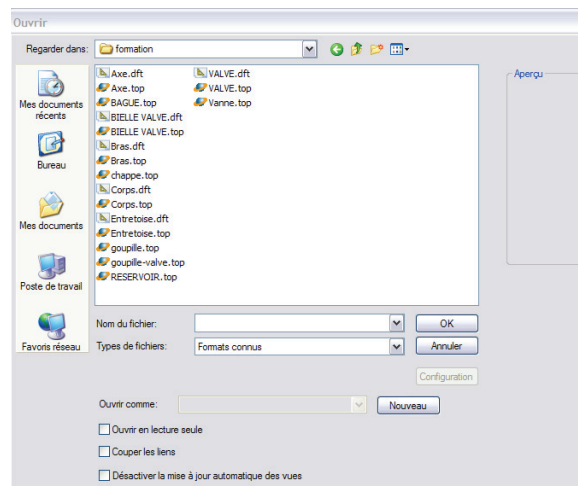 Ouvrir
Regarder dans: formation
Aperçu
Mes documents récents
Bureau
Mes documents
Poste de travail
Favoris réseau
Axe.dft
Axe.top
BAGUE.top
BIELLE VALVE.dft
BIELLE VALVE.top
Bras.dft
Bras.top
chappe.top
Corps.dft
Corps.top
Entretoise.dft
Entretoise.top
goupille.top
goupille-valve.top
RESERVOIR.top
VALVE.dft
VALVE.top
Vanne.top
Nom du fichier: OK
Types de fichiers: Formats connus Annuler
Configuration
Ouvrir comme: Nouveau
Ouvrir en lecture seule
Couper les liens
Désactiver la mise à jour automatique des vues